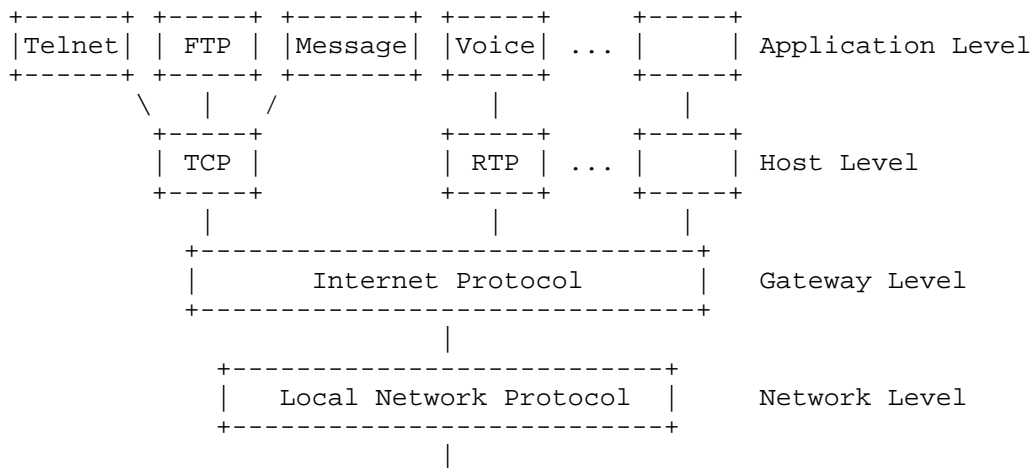 Telnet FTP Message Voice ... Application Level
TCP RTP ... Host Level
Internet Protocol Gateway Level
Local Network Protocol Network Level